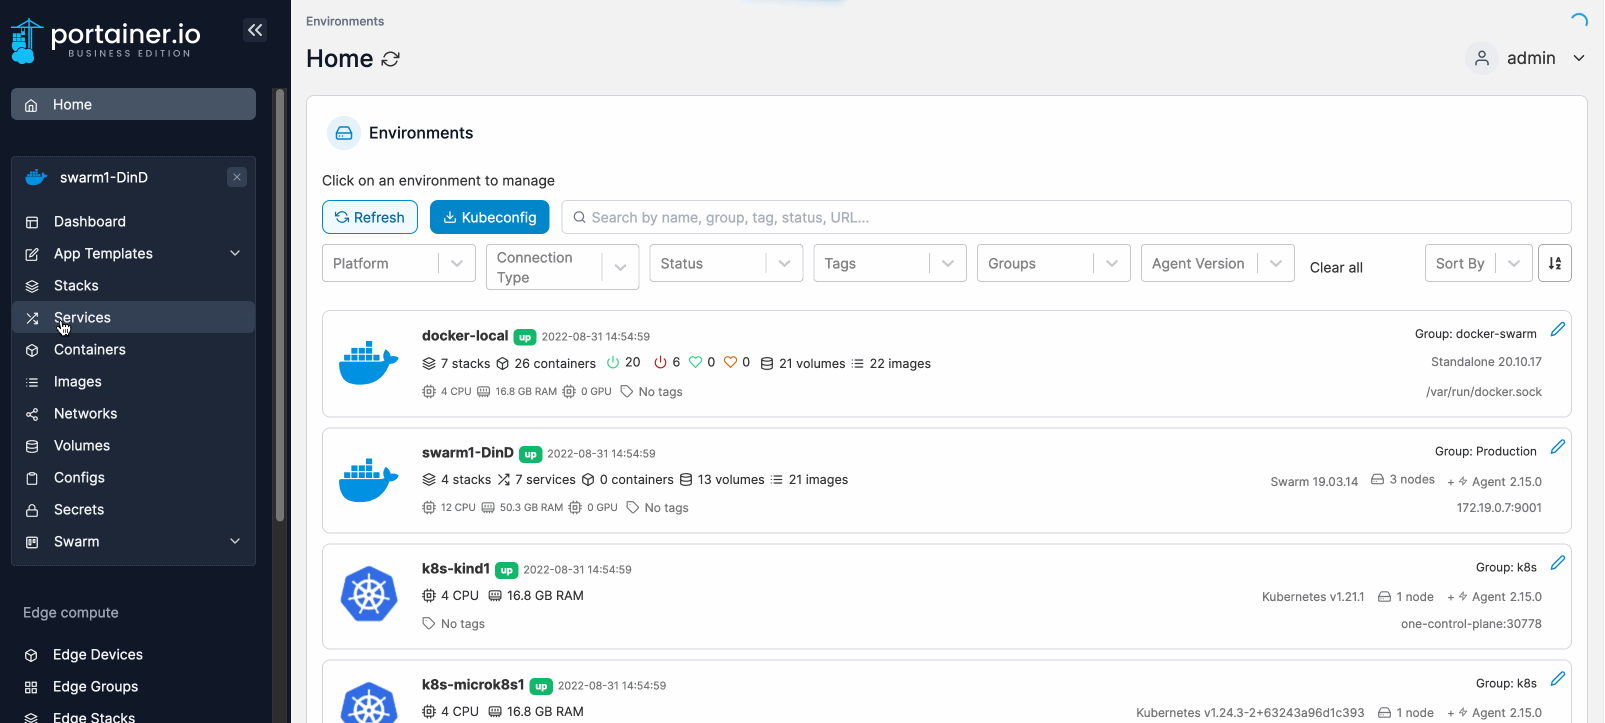 portainer.io
BUSINESS EDITION
Home
swarm1-DinD
Dashboard
App Templates
Stacks
Services
Containers
Images
Networks
Volumes
Configs
Secrets
Swarm
Edge compute
Edge Devices
Edge Groups
Edge Stacks
Environments
Home
admin
Environments
Click on an environment to manage
Refresh
Kubeconfig
Search by name, group, tag, status, URL...
Platform
Connection
Type
Status
Tags
Groups
Agent Version
Clear all
Sort By
docker-local up 2022-08-31 14:54:59
Group: docker-swarm
7 stacks 26 containers 20 6 0 0 21 volumes 22 images
Standalone 20.10.17
4 CPU 16.8 GB RAM 0 GPU No tags
/var/run/docker.sock
swarm1-DinD up 2022-08-31 14:54:59
Group: Production
4 stacks 7 services 0 containers 13 volumes 21 images
Swarm 19.03.14 3 nodes + Agent 2.15.0
12 CPU 50.3 GB RAM 0 GPU No tags
172.19.0.7:9001
k8s-kind1 up 2022-08-31 14:54:59
Group: k8s
4 CPU 16.8 GB RAM
Kubernetes v1.21.1 1 node + Agent 2.15.0
No tags
one-control-plane:30778
k8s-microk8s1 up 2022-08-31 14:54:59
Group: k8s
4 CPU 16.8 GB RAM
Kubernetes v1.24.3-2+63243a96d1c393 1 node + Agent 2.15.0